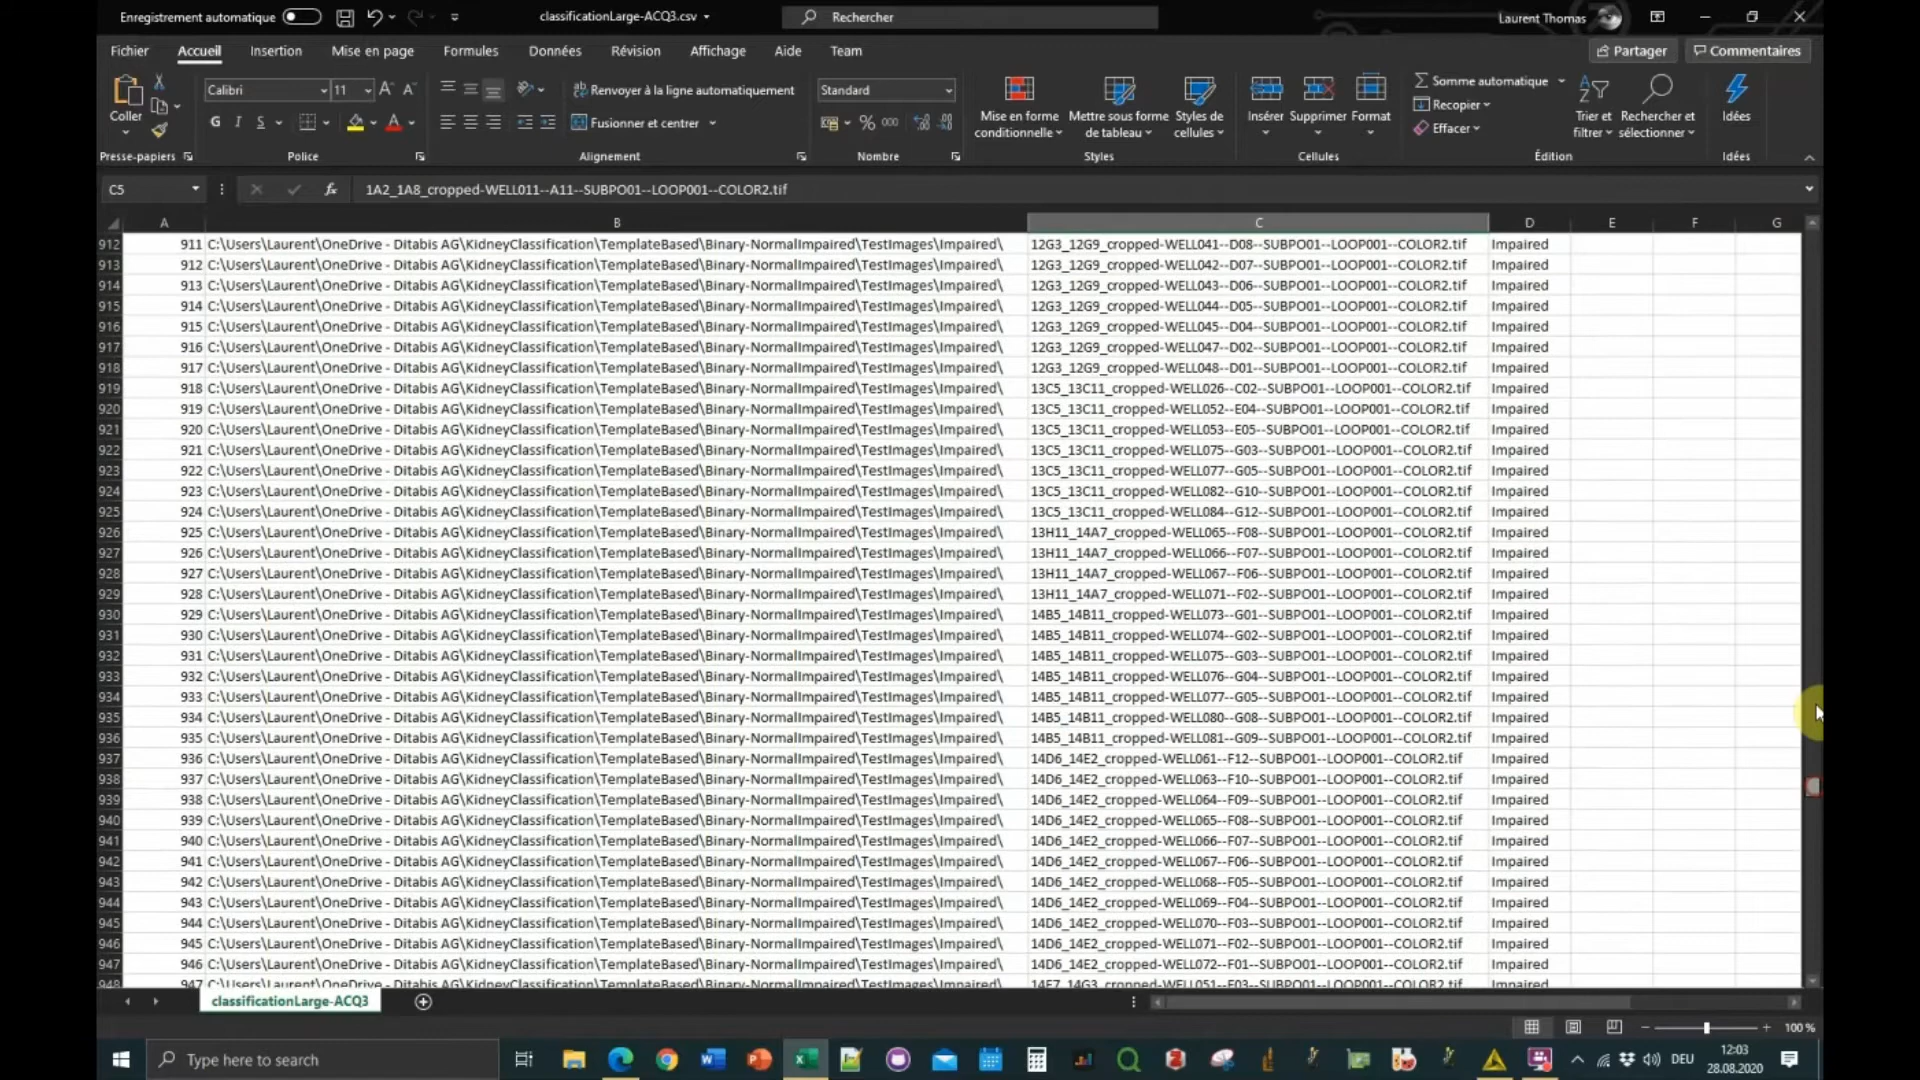 Enregistrement automatique classificationLarge-ACQ3.csv Rechercher Laurent Thomas
Fichier Accueil Insertion Mise en page Formules Données Révision Affichage Aide Team Partager Commentaires
Coller Calibri 11 Renvoyer à la ligne automatiquement Standard Mise en forme conditionnelle Mettre sous forme de tableau Styles de cellules Insérer Supprimer Format Somme automatique Trier et filtrer Rechercher et sélectionner Idées
G I S Fusionner et centrer % 000 Recopier
Effacer
Presse-papiers Police Alignement Nombre Styles Cellules Édition Idées
C5 fx 1A2_1A8_cropped-WELL011--A11--SUBPO01--LOOP001--COLOR2.tif
A B C D E F G
912 911 C:\Users\Laurent\OneDrive - Ditabis AG\KidneyClassification\TemplateBased\Binary-NormalImpaired\TestImages\Impaired\ 12G3_12G9_cropped-WELL041--D08--SUBPO01--LOOP001--COLOR2.tif Impaired
913 912 C:\Users\Laurent\OneDrive - Ditabis AG\KidneyClassification\TemplateBased\Binary-NormalImpaired\TestImages\Impaired\ 12G3_12G9_cropped-WELL042--D07--SUBPO01--LOOP001--COLOR2.tif Impaired
914 913 C:\Users\Laurent\OneDrive - Ditabis AG\KidneyClassification\TemplateBased\Binary-NormalImpaired\TestImages\Impaired\ 12G3_12G9_cropped-WELL043--D06--SUBPO01--LOOP001--COLOR2.tif Impaired
915 914 C:\Users\Laurent\OneDrive - Ditabis AG\KidneyClassification\TemplateBased\Binary-NormalImpaired\TestImages\Impaired\ 12G3_12G9_cropped-WELL044--D05--SUBPO01--LOOP001--COLOR2.tif Impaired
916 915 C:\Users\Laurent\OneDrive - Ditabis AG\KidneyClassification\TemplateBased\Binary-NormalImpaired\TestImages\Impaired\ 12G3_12G9_cropped-WELL045--D04--SUBPO01--LOOP001--COLOR2.tif Impaired
917 916 C:\Users\Laurent\OneDrive - Ditabis AG\KidneyClassification\TemplateBased\Binary-NormalImpaired\TestImages\Impaired\ 12G3_12G9_cropped-WELL047--D02--SUBPO01--LOOP001--COLOR2.tif Impaired
918 917 C:\Users\Laurent\OneDrive - Ditabis AG\KidneyClassification\TemplateBased\Binary-NormalImpaired\TestImages\Impaired\ 12G3_12G9_cropped-WELL048--D01--SUBPO01--LOOP001--COLOR2.tif Impaired
919 918 C:\Users\Laurent\OneDrive - Ditabis AG\KidneyClassification\TemplateBased\Binary-NormalImpaired\TestImages\Impaired\ 13C5_13C11_cropped-WELL026--C02--SUBPO01--LOOP001--COLOR2.tif Impaired
920 919 C:\Users\Laurent\OneDrive - Ditabis AG\KidneyClassification\TemplateBased\Binary-NormalImpaired\TestImages\Impaired\ 13C5_13C11_cropped-WELL052--E04--SUBPO01--LOOP001--COLOR2.tif Impaired
921 920 C:\Users\Laurent\OneDrive - Ditabis AG\KidneyClassification\TemplateBased\Binary-NormalImpaired\TestImages\Impaired\ 13C5_13C11_cropped-WELL053--E05--SUBPO01--LOOP001--COLOR2.tif Impaired
922 921 C:\Users\Laurent\OneDrive - Ditabis AG\KidneyClassification\TemplateBased\Binary-NormalImpaired\TestImages\Impaired\ 13C5_13C11_cropped-WELL075--G03--SUBPO01--LOOP001--COLOR2.tif Impaired
923 922 C:\Users\Laurent\OneDrive - Ditabis AG\KidneyClassification\TemplateBased\Binary-NormalImpaired\TestImages\Impaired\ 13C5_13C11_cropped-WELL077--G05--SUBPO01--LOOP001--COLOR2.tif Impaired
924 923 C:\Users\Laurent\OneDrive - Ditabis AG\KidneyClassification\TemplateBased\Binary-NormalImpaired\TestImages\Impaired\ 13C5_13C11_cropped-WELL082--G10--SUBPO01--LOOP001--COLOR2.tif Impaired
925 924 C:\Users\Laurent\OneDrive - Ditabis AG\KidneyClassification\TemplateBased\Binary-NormalImpaired\TestImages\Impaired\ 13C5_13C11_cropped-WELL084--G12--SUBPO01--LOOP001--COLOR2.tif Impaired
926 925 C:\Users\Laurent\OneDrive - Ditabis AG\KidneyClassification\TemplateBased\Binary-NormalImpaired\TestImages\Impaired\ 13H11_14A7_cropped-WELL065--F08--SUBPO01--LOOP001--COLOR2.tif Impaired
927 926 C:\Users\Laurent\OneDrive - Ditabis AG\KidneyClassification\TemplateBased\Binary-NormalImpaired\TestImages\Impaired\ 13H11_14A7_cropped-WELL066--F07--SUBPO01--LOOP001--COLOR2.tif Impaired
928 927 C:\Users\Laurent\OneDrive - Ditabis AG\KidneyClassification\TemplateBased\Binary-NormalImpaired\TestImages\Impaired\ 13H11_14A7_cropped-WELL067--F06--SUBPO01--LOOP001--COLOR2.tif Impaired
929 928 C:\Users\Laurent\OneDrive - Ditabis AG\KidneyClassification\TemplateBased\Binary-NormalImpaired\TestImages\Impaired\ 13H11_14A7_cropped-WELL071--F02--SUBPO01--LOOP001--COLOR2.tif Impaired
930 929 C:\Users\Laurent\OneDrive - Ditabis AG\KidneyClassification\TemplateBased\Binary-NormalImpaired\TestImages\Impaired\ 14B5_14B11_cropped-WELL073--G01--SUBPO01--LOOP001--COLOR2.tif Impaired
931 930 C:\Users\Laurent\OneDrive - Ditabis AG\KidneyClassification\TemplateBased\Binary-NormalImpaired\TestImages\Impaired\ 14B5_14B11_cropped-WELL074--G02--SUBPO01--LOOP001--COLOR2.tif Impaired
932 931 C:\Users\Laurent\OneDrive - Ditabis AG\KidneyClassification\TemplateBased\Binary-NormalImpaired\TestImages\Impaired\ 14B5_14B11_cropped-WELL075--G03--SUBPO01--LOOP001--COLOR2.tif Impaired
933 932 C:\Users\Laurent\OneDrive - Ditabis AG\KidneyClassification\TemplateBased\Binary-NormalImpaired\TestImages\Impaired\ 14B5_14B11_cropped-WELL076--G04--SUBPO01--LOOP001--COLOR2.tif Impaired
934 933 C:\Users\Laurent\OneDrive - Ditabis AG\KidneyClassification\TemplateBased\Binary-NormalImpaired\TestImages\Impaired\ 14B5_14B11_cropped-WELL077--G05--SUBPO01--LOOP001--COLOR2.tif Impaired
935 934 C:\Users\Laurent\OneDrive - Ditabis AG\KidneyClassification\TemplateBased\Binary-NormalImpaired\TestImages\Impaired\ 14B5_14B11_cropped-WELL080--G08--SUBPO01--LOOP001--COLOR2.tif Impaired
936 935 C:\Users\Laurent\OneDrive - Ditabis AG\KidneyClassification\TemplateBased\Binary-NormalImpaired\TestImages\Impaired\ 14B5_14B11_cropped-WELL081--G09--SUBPO01--LOOP001--COLOR2.tif Impaired
937 936 C:\Users\Laurent\OneDrive - Ditabis AG\KidneyClassification\TemplateBased\Binary-NormalImpaired\TestImages\Impaired\ 14D6_14E2_cropped-WELL061--F12--SUBPO01--LOOP001--COLOR2.tif Impaired
938 937 C:\Users\Laurent\OneDrive - Ditabis AG\KidneyClassification\TemplateBased\Binary-NormalImpaired\TestImages\Impaired\ 14D6_14E2_cropped-WELL063--F10--SUBPO01--LOOP001--COLOR2.tif Impaired
939 938 C:\Users\Laurent\OneDrive - Ditabis AG\KidneyClassification\TemplateBased\Binary-NormalImpaired\TestImages\Impaired\ 14D6_14E2_cropped-WELL064--F09--SUBPO01--LOOP001--COLOR2.tif Impaired
940 939 C:\Users\Laurent\OneDrive - Ditabis AG\KidneyClassification\TemplateBased\Binary-NormalImpaired\TestImages\Impaired\ 14D6_14E2_cropped-WELL065--F08--SUBPO01--LOOP001--COLOR2.tif Impaired
941 940 C:\Users\Laurent\OneDrive - Ditabis AG\KidneyClassification\TemplateBased\Binary-NormalImpaired\TestImages\Impaired\ 14D6_14E2_cropped-WELL066--F07--SUBPO01--LOOP001--COLOR2.tif Impaired
942 941 C:\Users\Laurent\OneDrive - Ditabis AG\KidneyClassification\TemplateBased\Binary-NormalImpaired\TestImages\Impaired\ 14D6_14E2_cropped-WELL067--F06--SUBPO01--LOOP001--COLOR2.tif Impaired
943 942 C:\Users\Laurent\OneDrive - Ditabis AG\KidneyClassification\TemplateBased\Binary-NormalImpaired\TestImages\Impaired\ 14D6_14E2_cropped-WELL068--F05--SUBPO01--LOOP001--COLOR2.tif Impaired
944 943 C:\Users\Laurent\OneDrive - Ditabis AG\KidneyClassification\TemplateBased\Binary-NormalImpaired\TestImages\Impaired\ 14D6_14E2_cropped-WELL069--F04--SUBPO01--LOOP001--COLOR2.tif Impaired
945 944 C:\Users\Laurent\OneDrive - Ditabis AG\KidneyClassification\TemplateBased\Binary-NormalImpaired\TestImages\Impaired\ 14D6_14E2_cropped-WELL070--F03--SUBPO01--LOOP001--COLOR2.tif Impaired
946 945 C:\Users\Laurent\OneDrive - Ditabis AG\KidneyClassification\TemplateBased\Binary-NormalImpaired\TestImages\Impaired\ 14D6_14E2_cropped-WELL071--F02--SUBPO01--LOOP001--COLOR2.tif Impaired
947 946 C:\Users\Laurent\OneDrive - Ditabis AG\KidneyClassification\TemplateBased\Binary-NormalImpaired\TestImages\Impaired\ 14D6_14E2_cropped-WELL072--F01--SUBPO01--LOOP001--COLOR2.tif Impaired
948 947 C:\Users\Laurent\OneDrive - Ditabis AG\KidneyClassification\TemplateBased\Binary-NormalImpaired\TestImages\Impaired\
classificationLarge-ACQ3
100 %
Type here to search DEU 12:03
28.08.2020